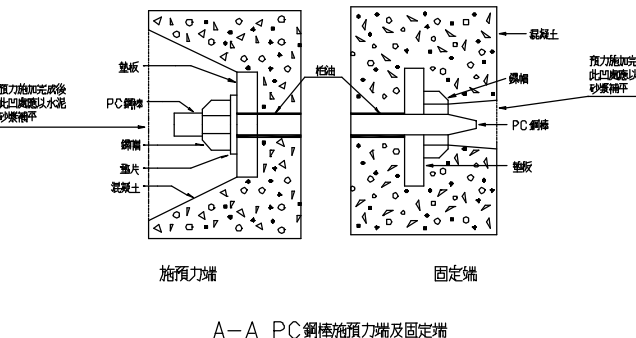 混凝土
墊板
柏油
螺帽
預力施加完成後
此凹處應以水泥
砂漿補平
預力施加完
此凹處應以
砂漿補平
PC鋼棒
PC鋼棒
螺帽
墊片
墊板
混凝土
施預力端
固定端
A-A PC鋼棒施預力端及固定端